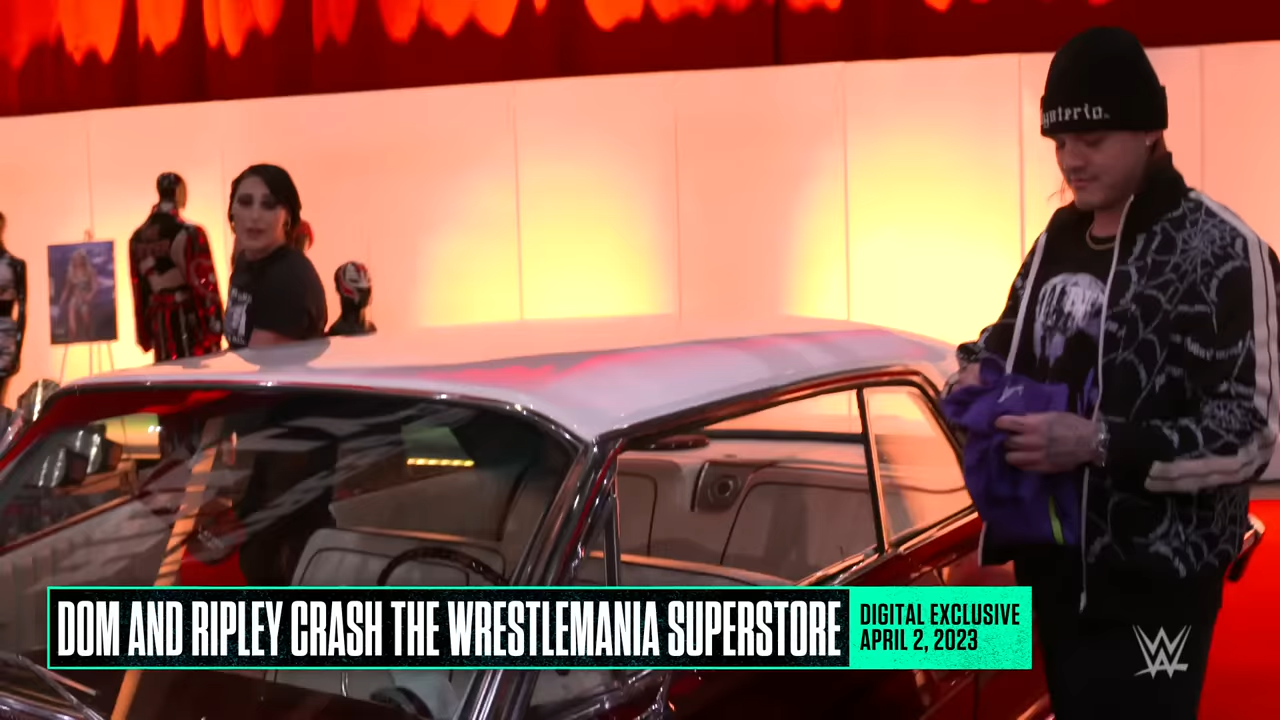 DOM AND RIPLEY CRASH THE WRESTLEMANIA SUPERSTORE
DIGITAL EXCLUSIVE
APRIL 2, 2023
W